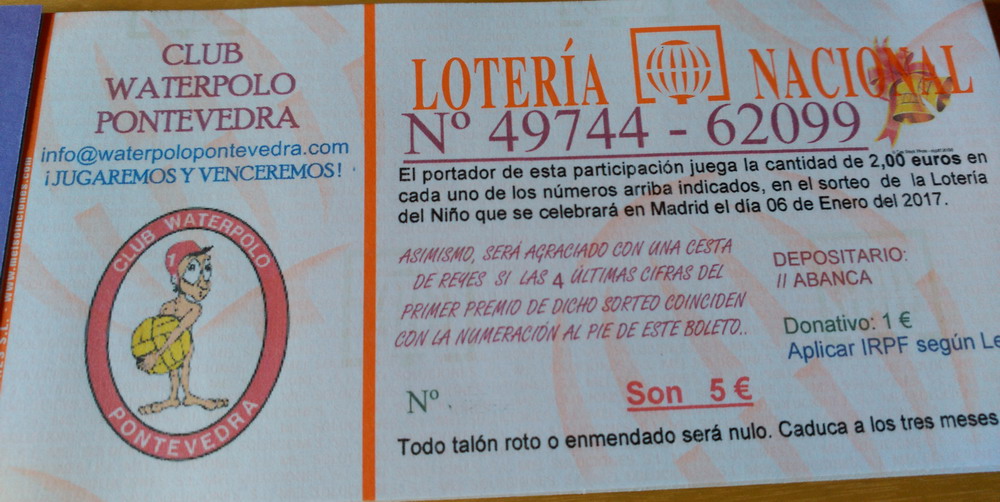 CLUB
WATERPOLO
PONTEVEDRA
info@waterpolopontevedra.com
¡JUGAREMOS Y VENCEREMOS!
CLUB WATERPOLO
1
PONTEVEDRA
LOTERÍA NACIONAL
Nº 49744 - 62099
El portador de esta participación juega la cantidad de 2,00 euros en
cada uno de los números arriba indicados, en el sorteo de la Lotería
del Niño que se celebrará en Madrid el día 06 de Enero del 2017.
ASIMISMO, SERÁ AGRACIADO CON UNA CESTA
DE REYES SI LAS 4 ÚLTIMAS CIFRAS DEL
PRIMER PREMIO DE DICHO SORTEO COINCIDEN
CON LA NUMERACIÓN AL PIE DE ESTE BOLETO..
DEPOSITARIO:
// ABANCA
Donativo: 1 €
Aplicar IRPF según Le
Nº
Son 5 €
Todo talón roto o enmendado será nulo. Caduca a los tres meses